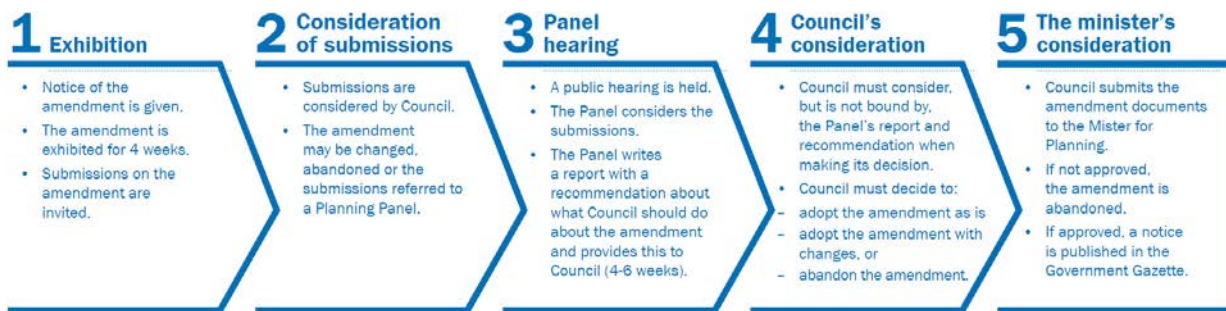 1 Exhibition
• Notice of the
amendment is given.
• The amendment is
exhibited for 4 weeks.
• Submissions on the
amendment are
invited.
2 Consideration
of submissions
• Submissions are
considered by Council.
• The amendment
may be changed,
abandoned or the
submissions referred to
a Planning Panel.
3 Panel
hearing
• A public hearing is held.
• The Panel considers the
submissions.
• The Panel writes
a report with a
recommendation about
what Council should do
about the amendment
and provides this to
Council (4-6 weeks).
4 Council's
consideration
• Council must consider,
but is not bound by,
the Panel's report and
recommendation when
making its decision.
• Council must decide to:
– adopt the amendment as is
– adopt the amendment with
changes, or
– abandon the amendment.
5 The minister's
consideration
• Council submits the
amendment documents
to the Mister for
Planning.
• If not approved,
the amendment is
abandoned.
• If approved, a notice
is published in the
Government Gazette.